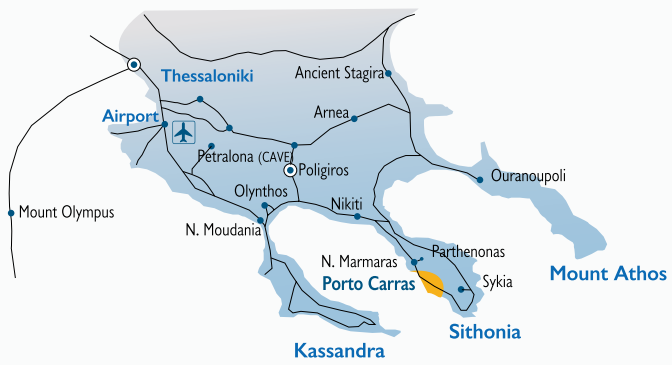 Thessaloniki
Ancient Stagira
Airport
Arnea
Petralona (CAVE)
Poligiros
Ouranoupoli
Olynthos
Nikiti
Mount Olympus
N. Moudania
Parthenonas
N. Marmaras
Mount Athos
Porto Carras
Sykia
Sithonia
Kassandra